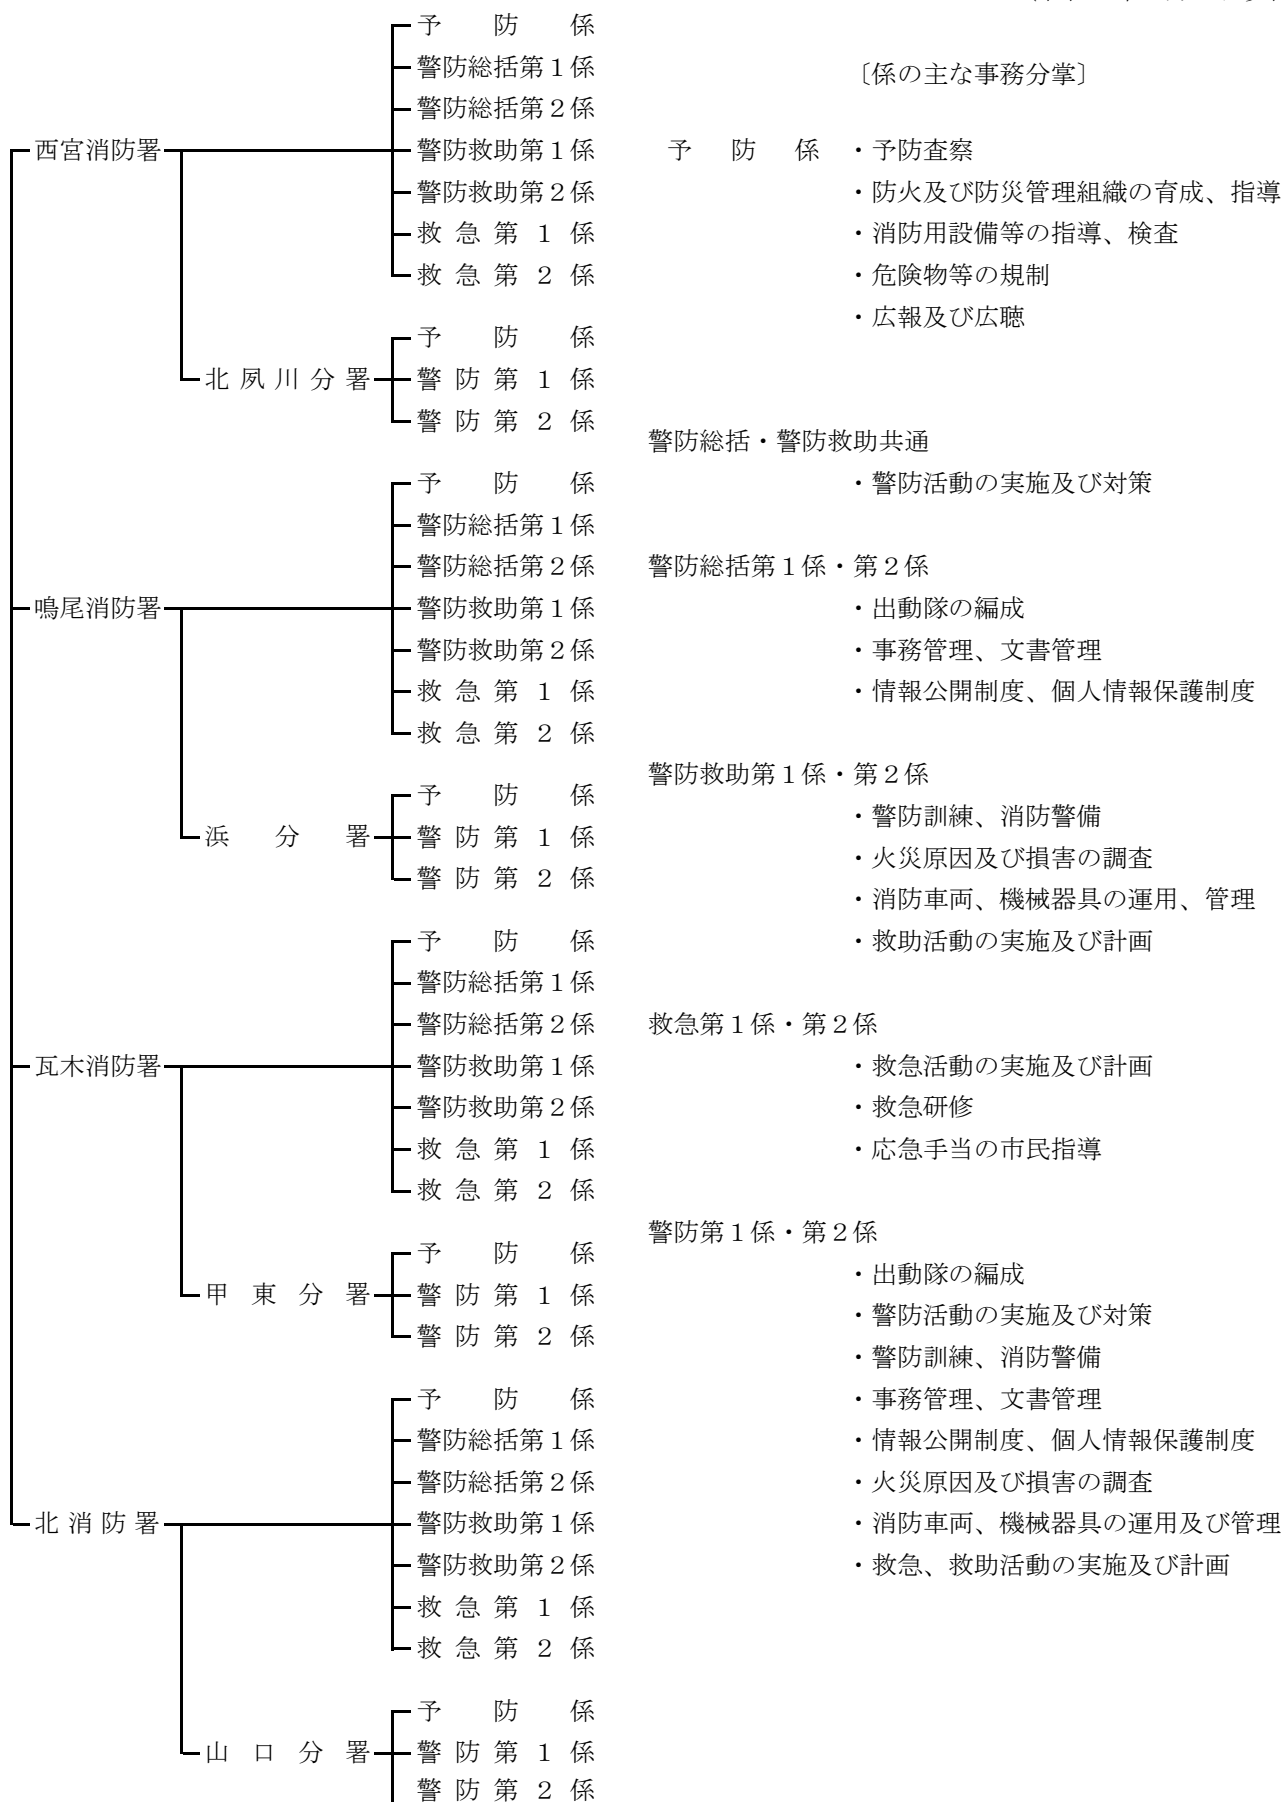 予防係
警防総括第１係
警防総括第２係
西宮消防署
警防救助第１係
警防救助第２係
救急第１係
救急第２係
予防係
北夙川分署
警防第１係
警防第２係
予防係
警防総括第１係
警防総括第２係
鳴尾消防署
警防救助第１係
警防救助第２係
救急第１係
救急第２係
予防係
浜分署
警防第１係
警防第２係
予防係
警防総括第１係
警防総括第２係
瓦木消防署
警防救助第１係
警防救助第２係
救急第１係
救急第２係
予防係
甲東分署
警防第１係
警防第２係
予防係
警防総括第１係
警防総括第２係
北消防署
警防救助第１係
警防救助第２係
救急第１係
救急第２係
予防係
山口分署
警防第１係
警防第２係
〔係の主な事務分掌〕
予防係 ・予防査察
・防火及び防災管理組織の育成、指導
・消防用設備等の指導、検査
・危険物等の規制
・広報及び広聴
警防総括・警防救助共通
・警防活動の実施及び対策
警防総括第１係・第２係
・出動隊の編成
・事務管理、文書管理
・情報公開制度、個人情報保護制度
警防救助第１係・第２係
・警防訓練、消防警備
・火災原因及び損害の調査
・消防車両、機械器具の運用、管理
・救助活動の実施及び計画
救急第１係・第２係
・救急活動の実施及び計画
・救急研修
・応急手当の市民指導
警防第１係・第２係
・出動隊の編成
・警防活動の実施及び対策
・警防訓練、消防警備
・事務管理、文書管理
・情報公開制度、個人情報保護制度
・火災原因及び損害の調査
・消防車両、機械器具の運用及び管理
・救急、救助活動の実施及び計画